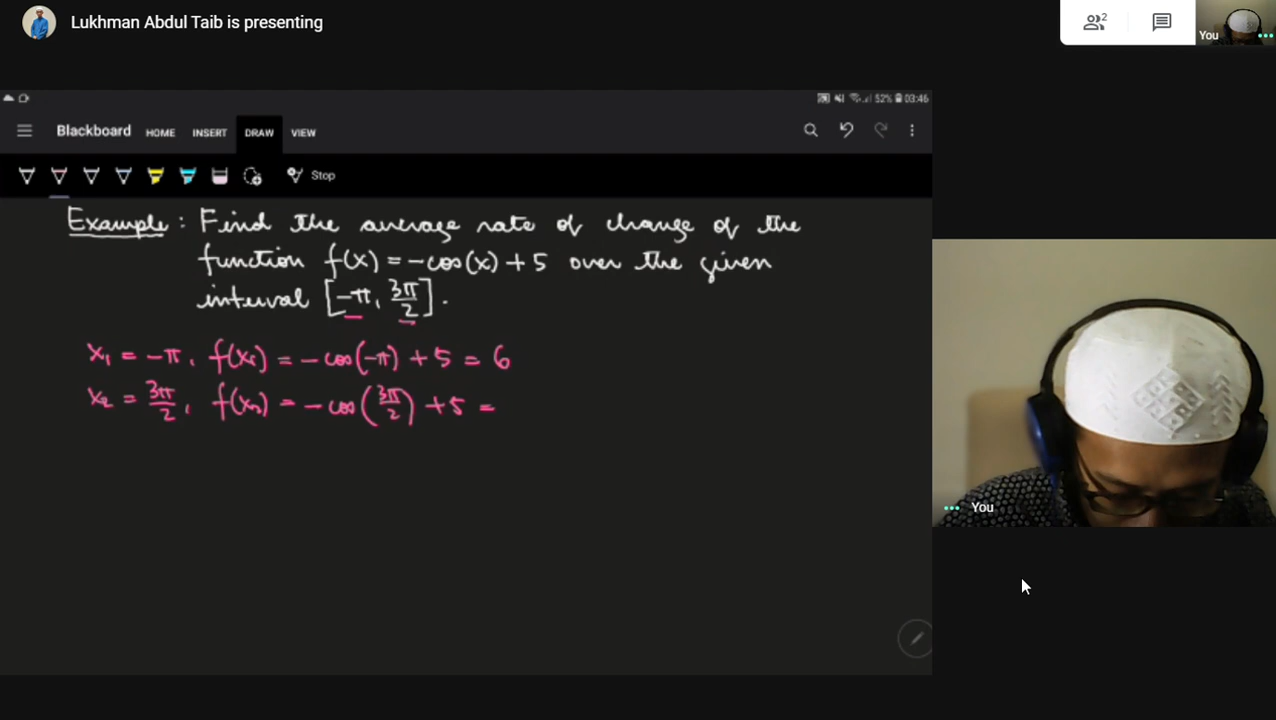 Lukhman Abdul Taib is presenting
2
You
52% 03:46
Blackboard HOME INSERT DRAW VIEW
Stop
Example : Find the average rate of change of the
function f(x) = -cos(x) + 5 over the given
interval [-π, 3π/2].
x₁ = -π, f(x₁) = -cos(-π) + 5 = 6
x₂ = 3π/2, f(x₂) = -cos(3π/2) + 5 =
You